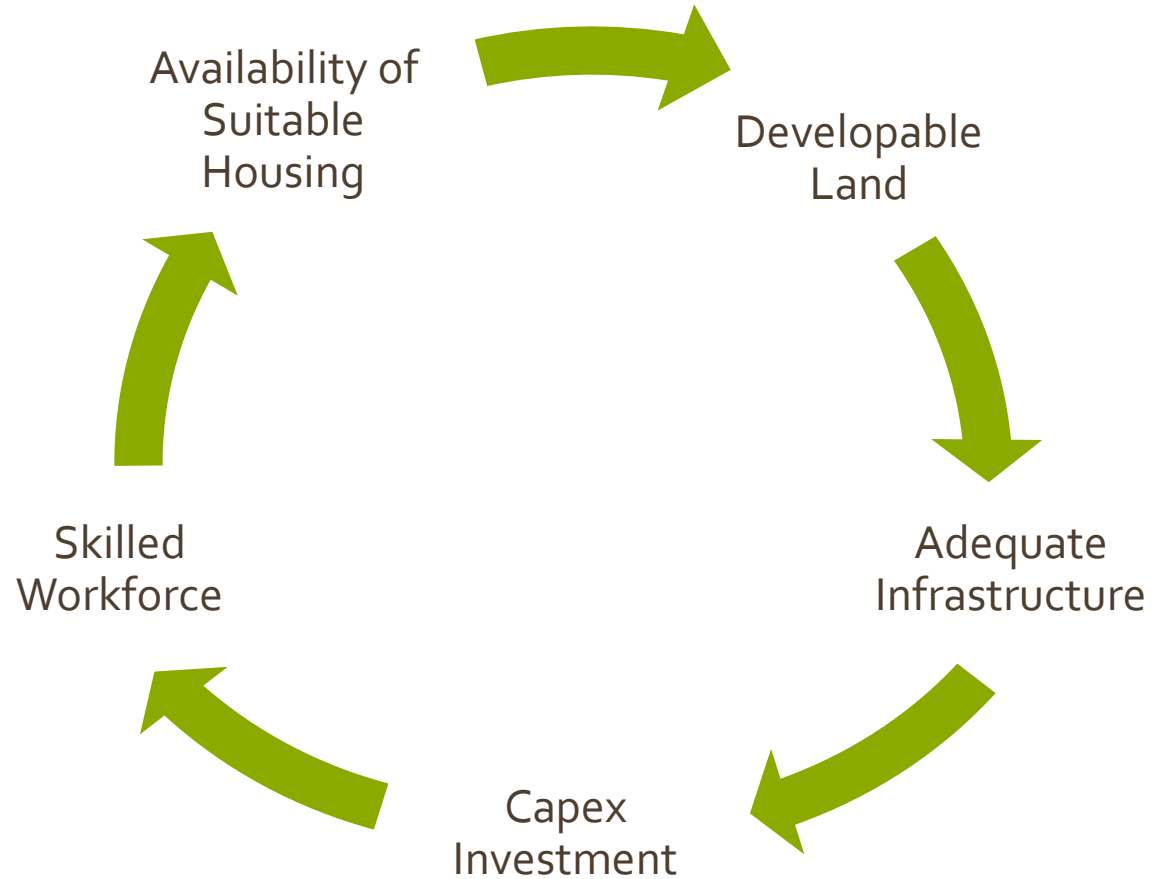 Availability of
Suitable
Housing
Developable
Land
Adequate
Infrastructure
Capex
Investment
Skilled
Workforce